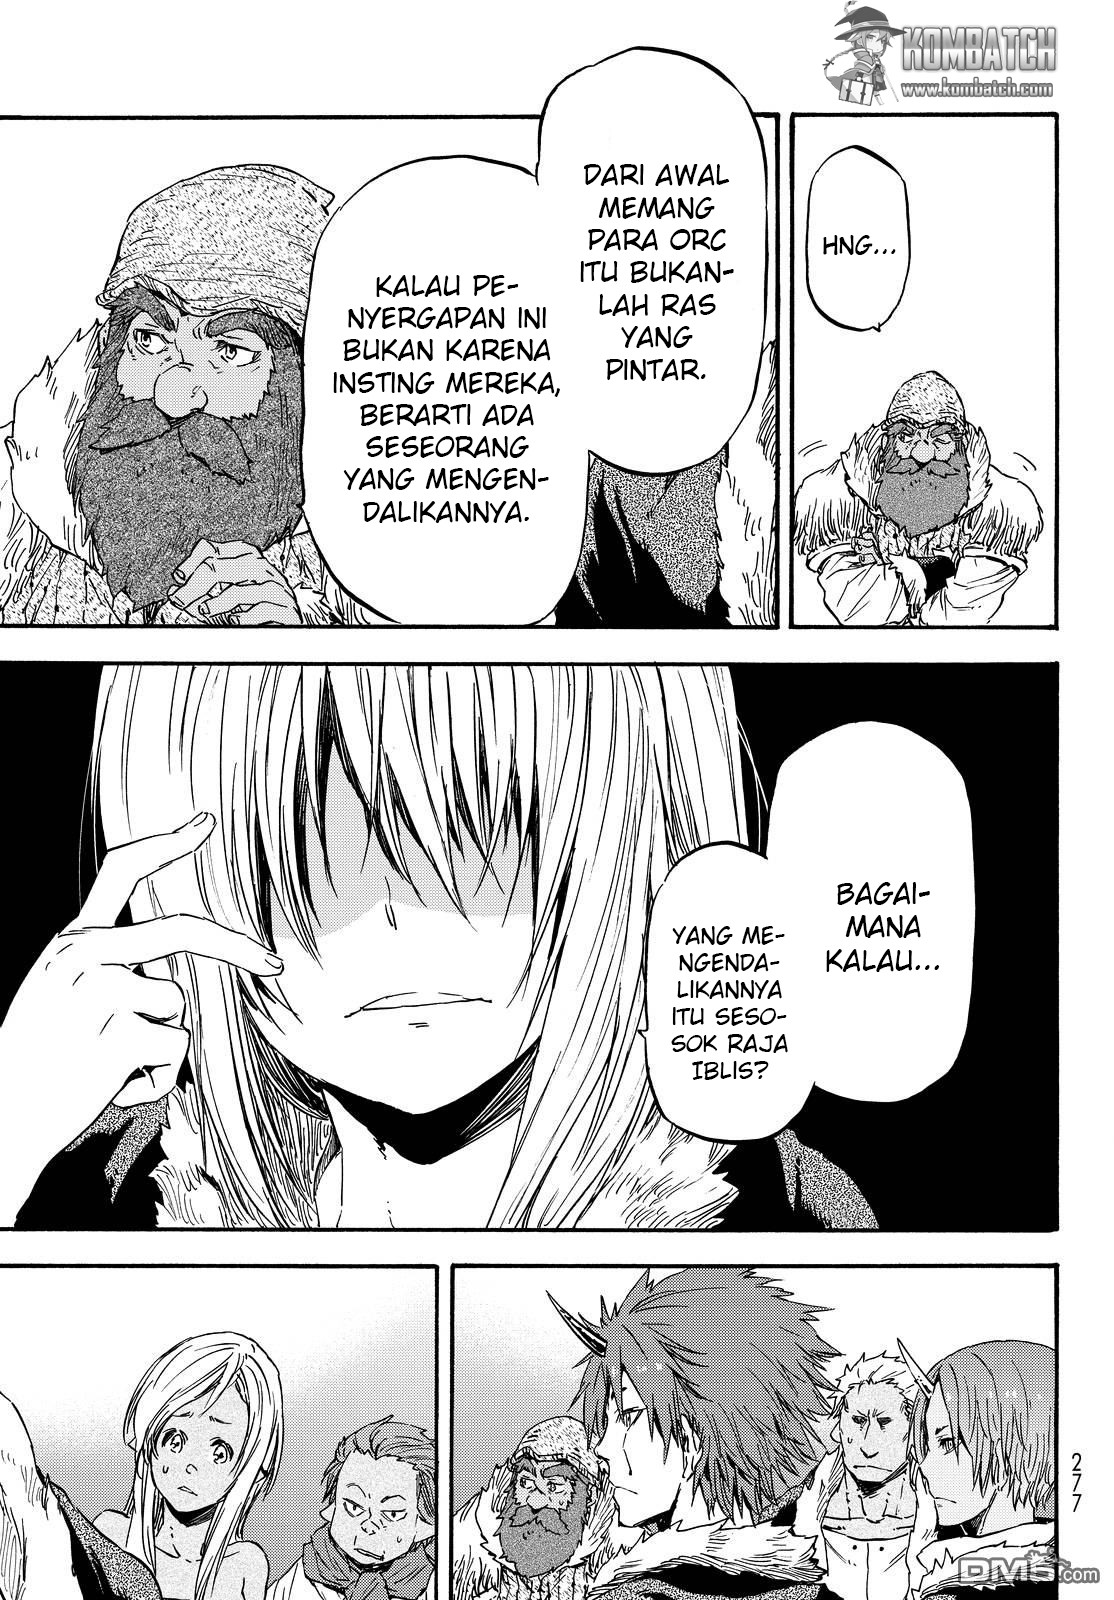 KOMBATCH
www.kombatch.com
HNG...
DARI AWAL
MEMANG
PARA ORC
ITU BUKAN-
LAH RAS
YANG
PINTAR.
KALAU PE-
NYERGAPAN INI
BUKAN KARENA
INSTING MEREKA,
BERARTI ADA
SESEORANG
YANG MENGEN-
DALIKANNYA.
BAGAI-
MANA
KALAU...
YANG ME-
NGENDA-
LIKANNYA
ITU SESO-
SOK RAJA
IBLIS?
277